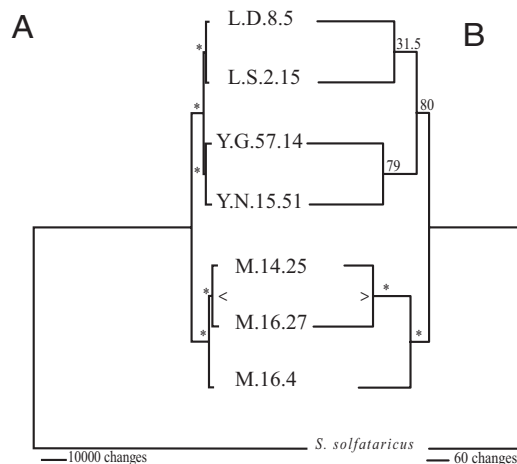 A
B
L.D.8.5
31.5
*
L.S.2.15
*
80
Y.G.57.14
*
79
Y.N.15.51
M.14.25
*
<
>
*
M.16.27
*
*
M.16.4
S. solfataricus
10000 changes
60 changes